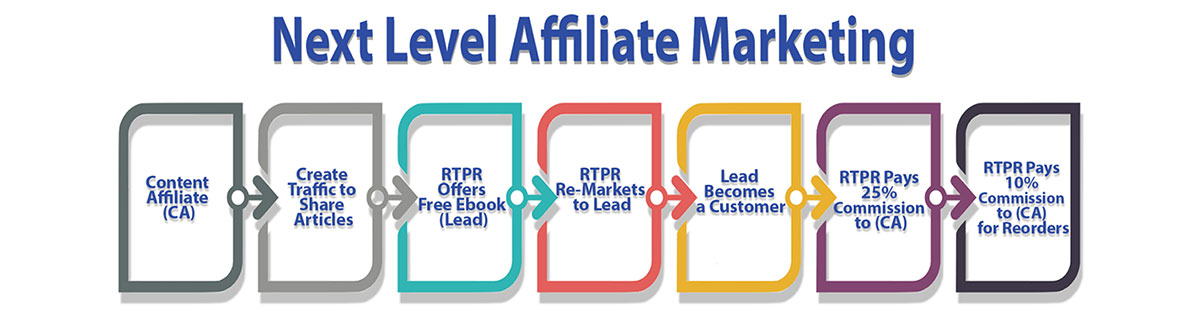 Next Level Affiliate Marketing
Content
Affiliate
(CA)
Create
Traffic to
Share
Articles
RTPR
Offers
Free Ebook
(Lead)
RTPR
Re-Markets
to Lead
Lead
Becomes
a Customer
RTPR Pays
25%
Commission
to (CA)
RTPR Pays
10%
Commission
to (CA)
for Reorders